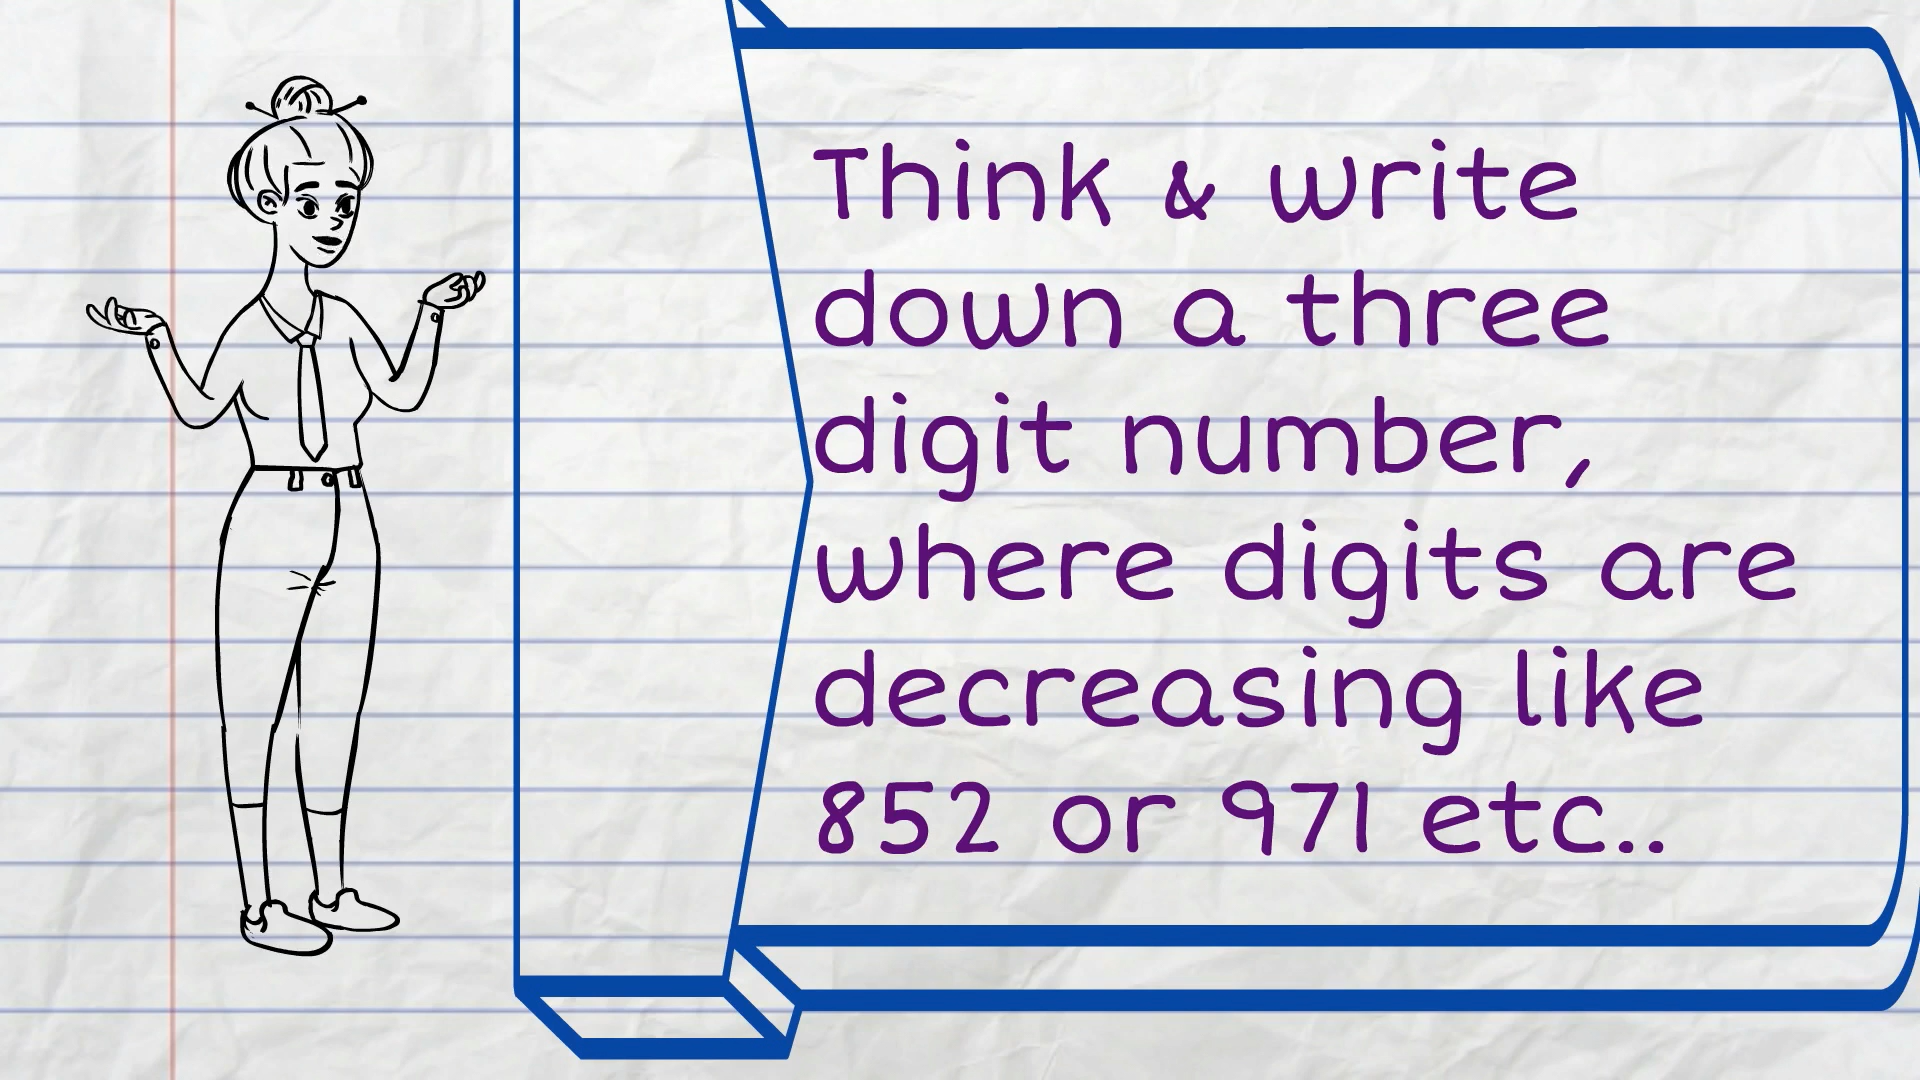 Think & write
down a three
digit number,
where digits are
decreasing like
852 or 971 etc..